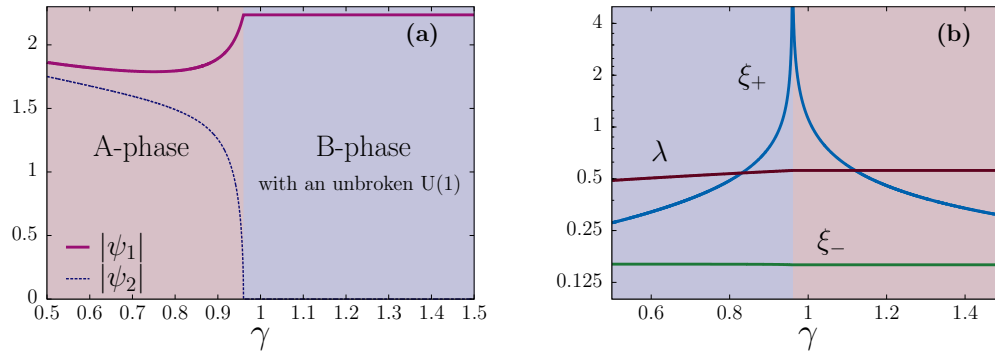 (a)
2
1.5
1
0.5
0
A-phase
B-phase
with an unbroken U(1)
|ψ₁|
|ψ₂|
0.5 0.6 0.7 0.8 0.9 1 1.1 1.2 1.3 1.4 1.5
γ
(b)
4
2
1
0.5
0.25
0.125
ξ₊
λ
ξ₋
0.6 0.8 1 1.2 1.4
γ